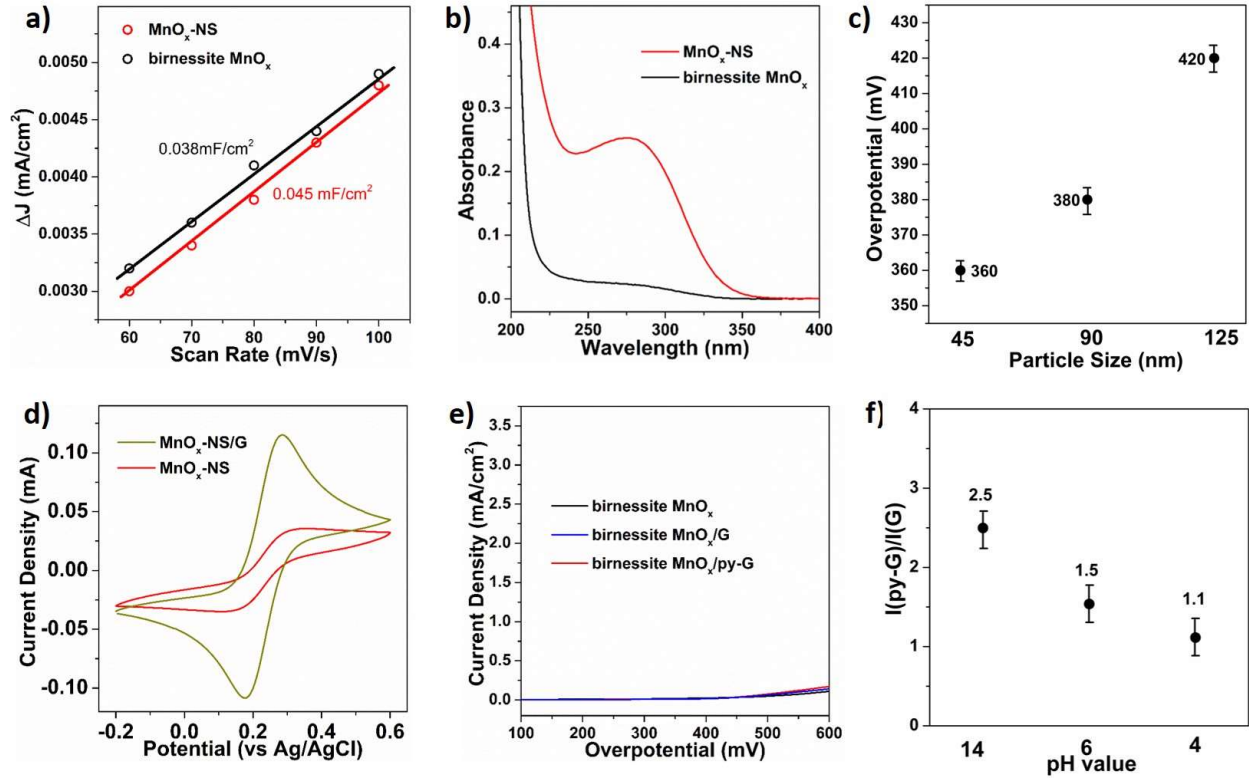 a)
MnOx-NS
birnessite MnOx
0.038mF/cm2
0.045 mF/cm2
0.0050
0.0045
0.0040
0.0035
0.0030
ΔJ (mA/cm2)
60 70 80 90 100
Scan Rate (mV/s)
b)
MnOx-NS
birnessite MnOx
0.4
0.3
0.2
0.1
0.0
Absorbance
200 250 300 350 400
Wavelength (nm)
c)
430
420
410
400
390
380
370
360
350
Overpotential (mV)
420
380
360
45 90 125
Particle Size (nm)
d)
MnOx-NS/G
MnOx-NS
0.10
0.05
0.00
-0.05
-0.10
Current Density (mA)
-0.2 0.0 0.2 0.4 0.6
Potential (vs Ag/AgCl)
e)
birnessite MnOx
birnessite MnOx/G
birnessite MnOx/py-G
3.5
3.0
2.5
2.0
1.5
1.0
0.5
0.0
Current Density (mA/cm2)
100 200 300 400 500 600
Overpotential (mV)
f)
4
3
2
1
0
I(py-G)/I(G)
2.5
1.5
1.1
14 6 4
pH value